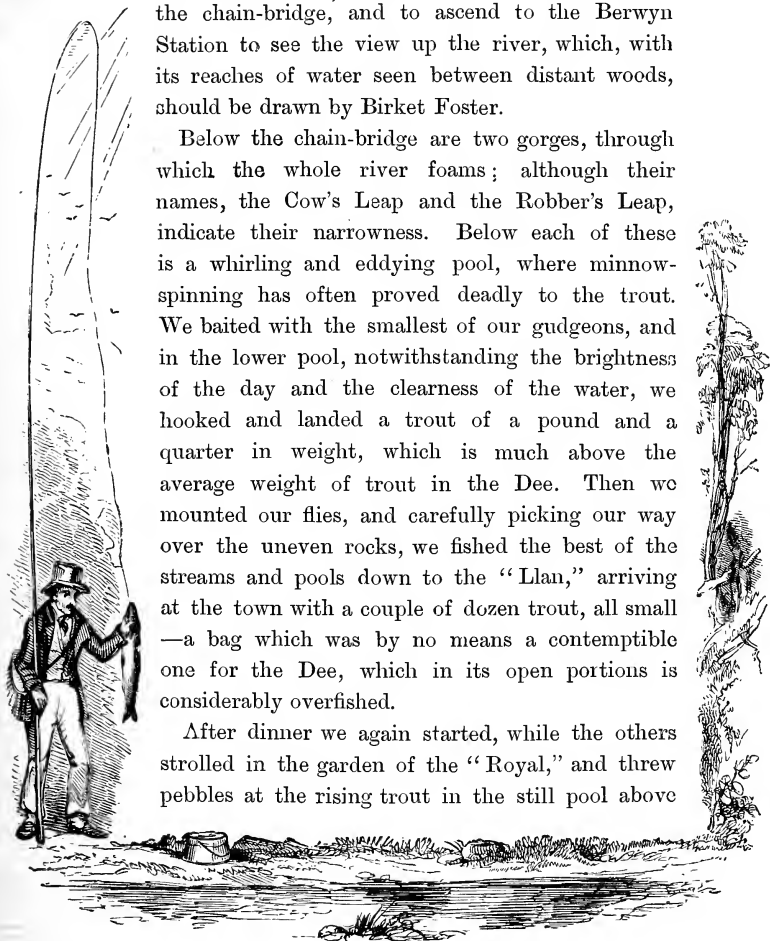 the chain-bridge, and to ascend to the Berwyn
Station to see the view up the river, which, with
its reaches of water seen between distant woods,
should be drawn by Birket Foster.
Below the chain-bridge are two gorges, through
which the whole river foams; although their
names, the Cow's Leap and the Robber's Leap,
indicate their narrowness. Below each of these
is a whirling and eddying pool, where minnow-
spinning has often proved deadly to the trout.
We baited with the smallest of our gudgeons, and
in the lower pool, notwithstanding the brightness
of the day and the clearness of the water, we
hooked and landed a trout of a pound and a
quarter in weight, which is much above the
average weight of trout in the Dee. Then we
mounted our flies, and carefully picking our way
over the uneven rocks, we fished the best of the
streams and pools down to the "Llan," arriving
at the town with a couple of dozen trout, all small
—a bag which was by no means a contemptible
one for the Dee, which in its open portions is
considerably overfished.
After dinner we again started, while the others
strolled in the garden of the "Royal," and threw
pebbles at the rising trout in the still pool above